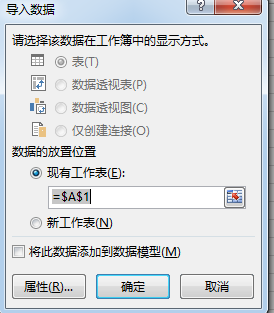 导入数据
请选择该数据在工作簿中的显示方式。
表(T)
数据透视表(P)
数据透视图(C)
仅创建连接(O)
数据的放置位置
现有工作表(E):
=$A$1
新工作表(N)
将此数据添加到数据模型(M)
属性(R)... 确定 取消